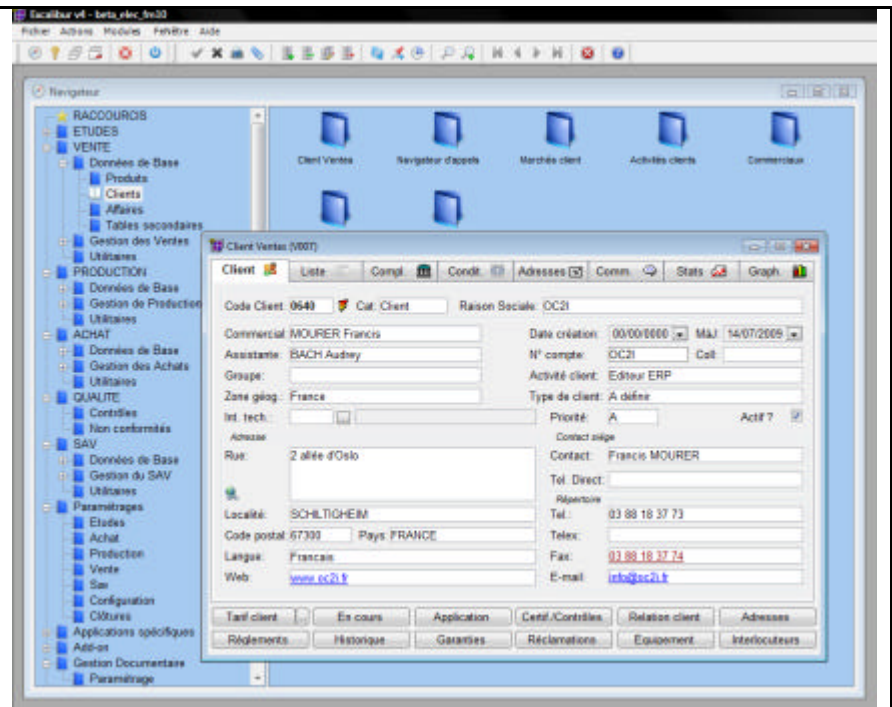 Excalibur v4 - beta_elec_fm10
Fichier Actions Modules Fenêtre Aide
Navigateur
RACCOURCIS
ETUDES
VENTE
Données de Base
Produits
Clients
Affaires
Tables secondaires
Gestion des Ventes
Utilitaires
PRODUCTION
Données de Base
Gestion de Production
Utilitaires
ACHAT
Données de Base
Gestion des Achats
Utilitaires
QUALITE
Contrôles
Non conformités
SAV
Données de Base
Gestion du SAV
Utilitaires
Paramétrages
Etudes
Achat
Production
Vente
Sav
Configuration
Clôtures
Applications spécifiques
Add-on
Gestion Documentaire
Paramétrage
Client Ventes Navigateur d'appels Marchés client Activités clients Commerciaux
Client Ventes (V007)
Client Liste Compl. Condit. Adresses Comm. Stats Graph.
Code Client 0640 Cat. Client Raison Sociale: OC2I
Commercial MOURER Francis Date création: 00/00/0000 MàJ 14/07/2009
Assistante: BACH Audrey N° compte: OC2I Coll:
Groupe: Activité client: Editeur ERP
Zone géog.: France Type de client: A définir
Int. tech.: Priorité: A Actif ?
Adresse Contact siège
Rue: 2 allée d'Oslo Contact: Francis MOURER
Tel. Direct:
Répertoire
Localité: SCHILTIGHEIM Tel.: 03 88 18 37 73
Code postal: 67300 Pays: FRANCE Telex:
Langue: Francais Fax: 03 88 18 37 74
Web: www.oc2i.fr E-mail: info@oc2i.fr
Tarif client ... En cours Application Certif./Contrôles Relation client Adresses
Règlements Historique Garanties Réclamations Equipement Interlocuteurs